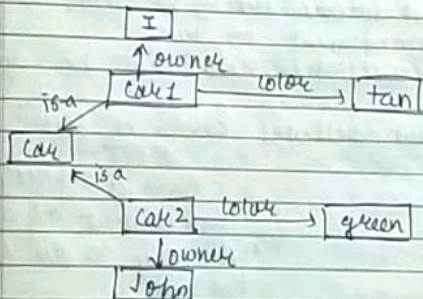 I
owner
car1 color tan
is-a
car
is a
car2 color green
owner
John